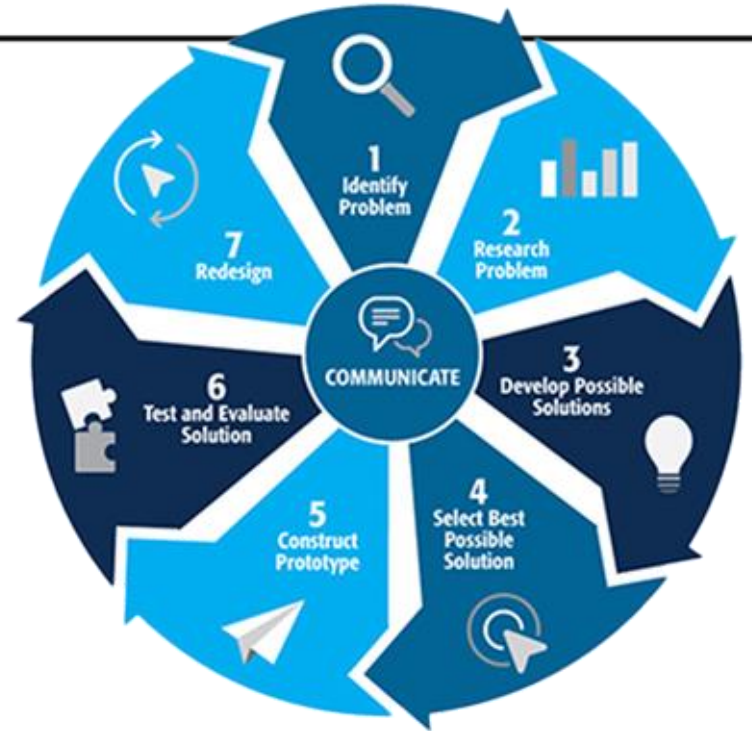 1
Identify
Problem
2
Research
Problem
3
Develop Possible
Solutions
4
Select Best
Possible
Solution
5
Construct
Prototype
6
Test and Evaluate
Solution
7
Redesign
COMMUNICATE